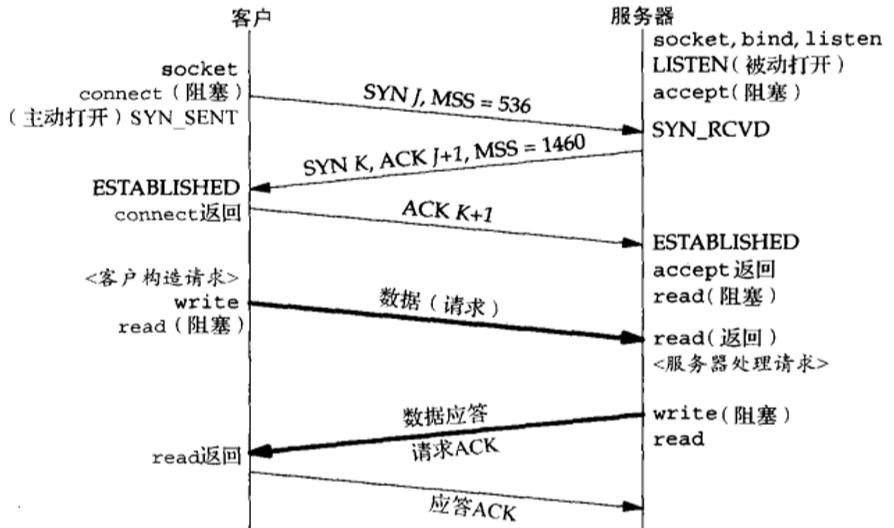 客户
服务器
socket, bind, listen
LISTEN（被动打开）
accept(阻塞)
socket
connect（阻塞）
（主动打开）SYN_SENT
SYN J, MSS = 536
SYN_RCVD
SYN K, ACK J+1, MSS = 1460
ESTABLISHED
connect返回
ACK K+1
ESTABLISHED
accept返回
read(阻塞)
<客户构造请求>
write
read（阻塞）
数据（请求）
read(返回)
<服务器处理请求>
数据应答
请求ACK
write(阻塞)
read
read返回
应答ACK